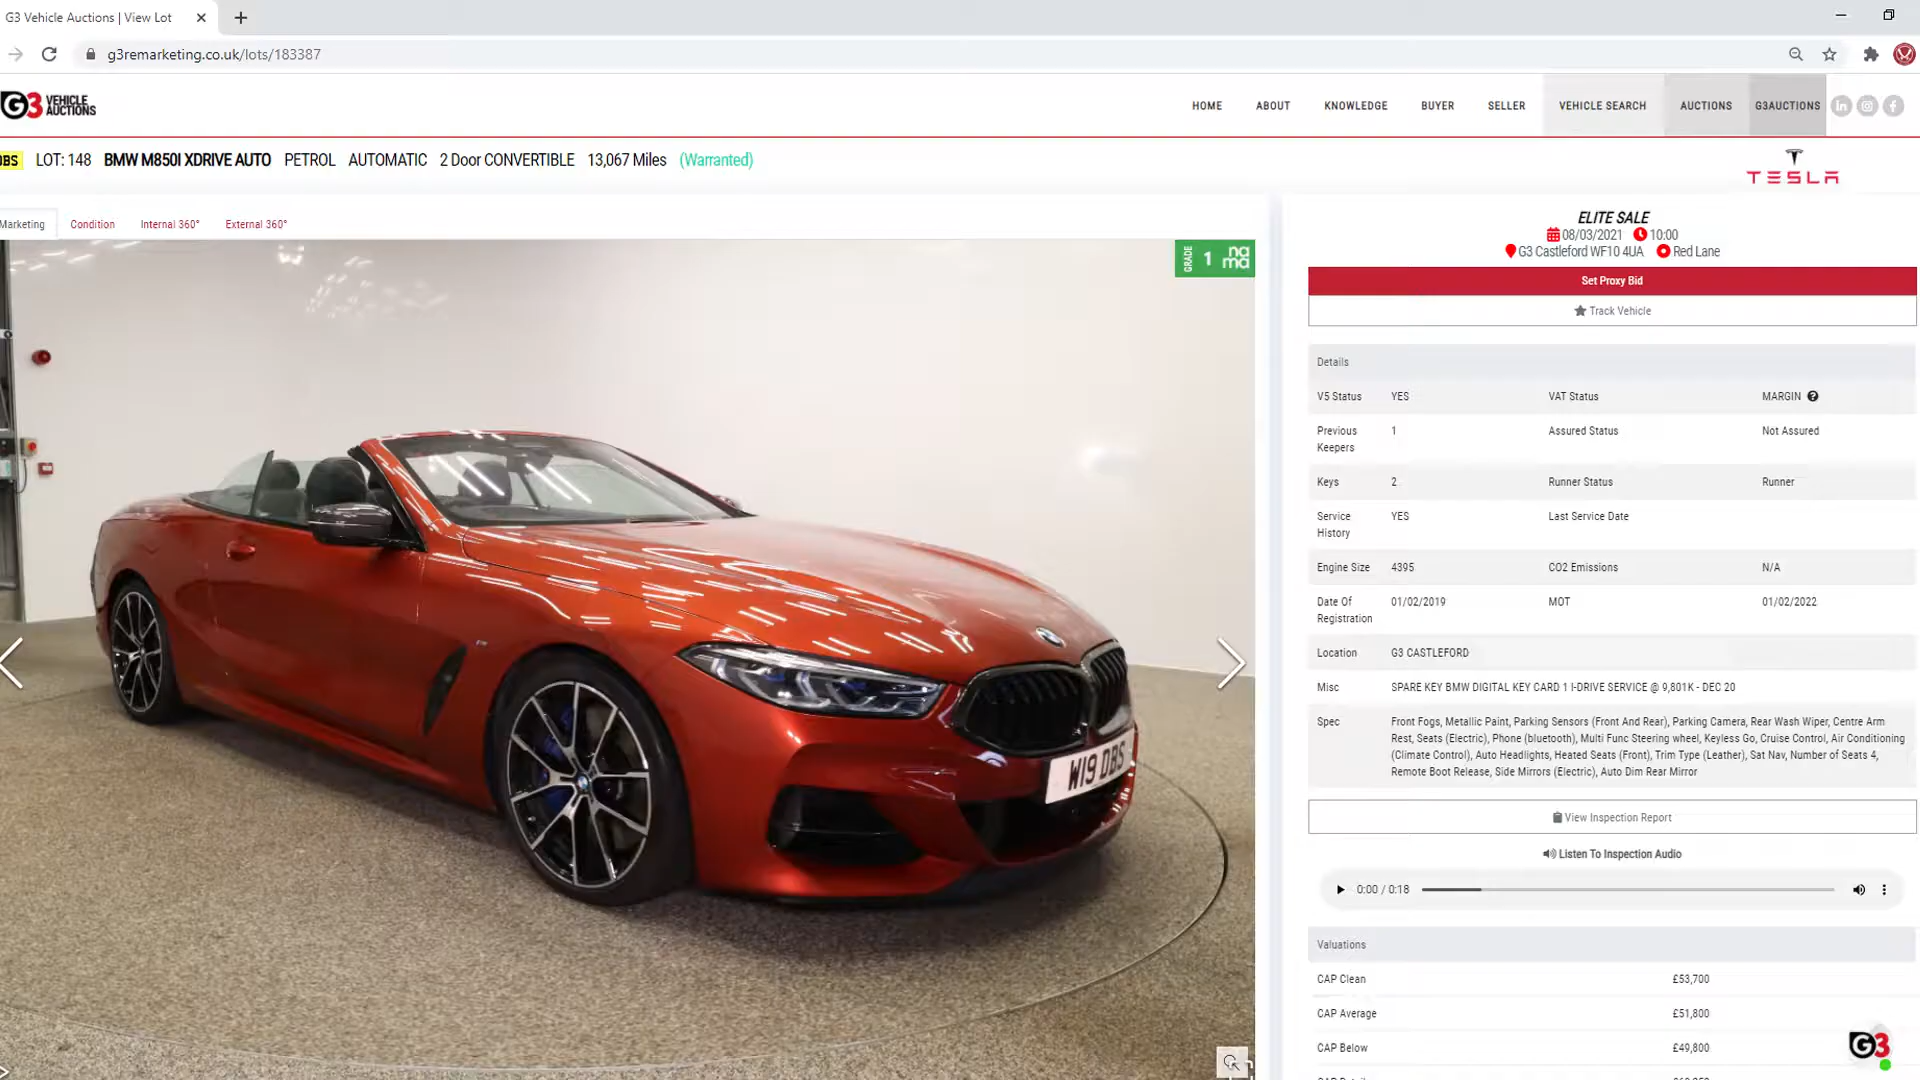 G3 Vehicle Auctions | View Lot
g3remarketing.co.uk/lots/183387
G3 VEHICLE AUCTIONS
HOME ABOUT KNOWLEDGE BUYER SELLER VEHICLE SEARCH AUCTIONS G3AUCTIONS
LOT: 148 BMW M850I XDRIVE AUTO PETROL AUTOMATIC 2 Door CONVERTIBLE 13,067 Miles (Warranted)
TESLA
Marketing Condition Internal 360° External 360°
GRADE 1 nama
W19 OBS
ELITE SALE
08/03/2021 10:00
G3 Castleford WF10 4UA Red Lane
Set Proxy Bid
Track Vehicle
Details
V5 Status YES VAT Status MARGIN
Previous Keepers 1 Assured Status Not Assured
Keys 2 Runner Status Runner
Service History YES Last Service Date
Engine Size 4395 CO2 Emissions N/A
Date Of Registration 01/02/2019 MOT 01/02/2022
Location G3 CASTLEFORD
Misc SPARE KEY BMW DIGITAL KEY CARD 1 I-DRIVE SERVICE @ 9,801K - DEC 20
Spec Front Fogs, Metallic Paint, Parking Sensors (Front And Rear), Parking Camera, Rear Wash Wiper, Centre Arm
Rest, Seats (Electric), Phone (bluetooth), Multi Func Steering wheel, Keyless Go, Cruise Control, Air Conditioning
(Climate Control), Auto Headlights, Heated Seats (Front), Trim Type (Leather), Sat Nav, Number of Seats 4,
Remote Boot Release, Side Mirrors (Electric), Auto Dim Rear Mirror
View Inspection Report
Listen To Inspection Audio
0:00 / 0:18
Valuations
CAP Clean £53,700
CAP Average £51,800
CAP Below £49,800
G3